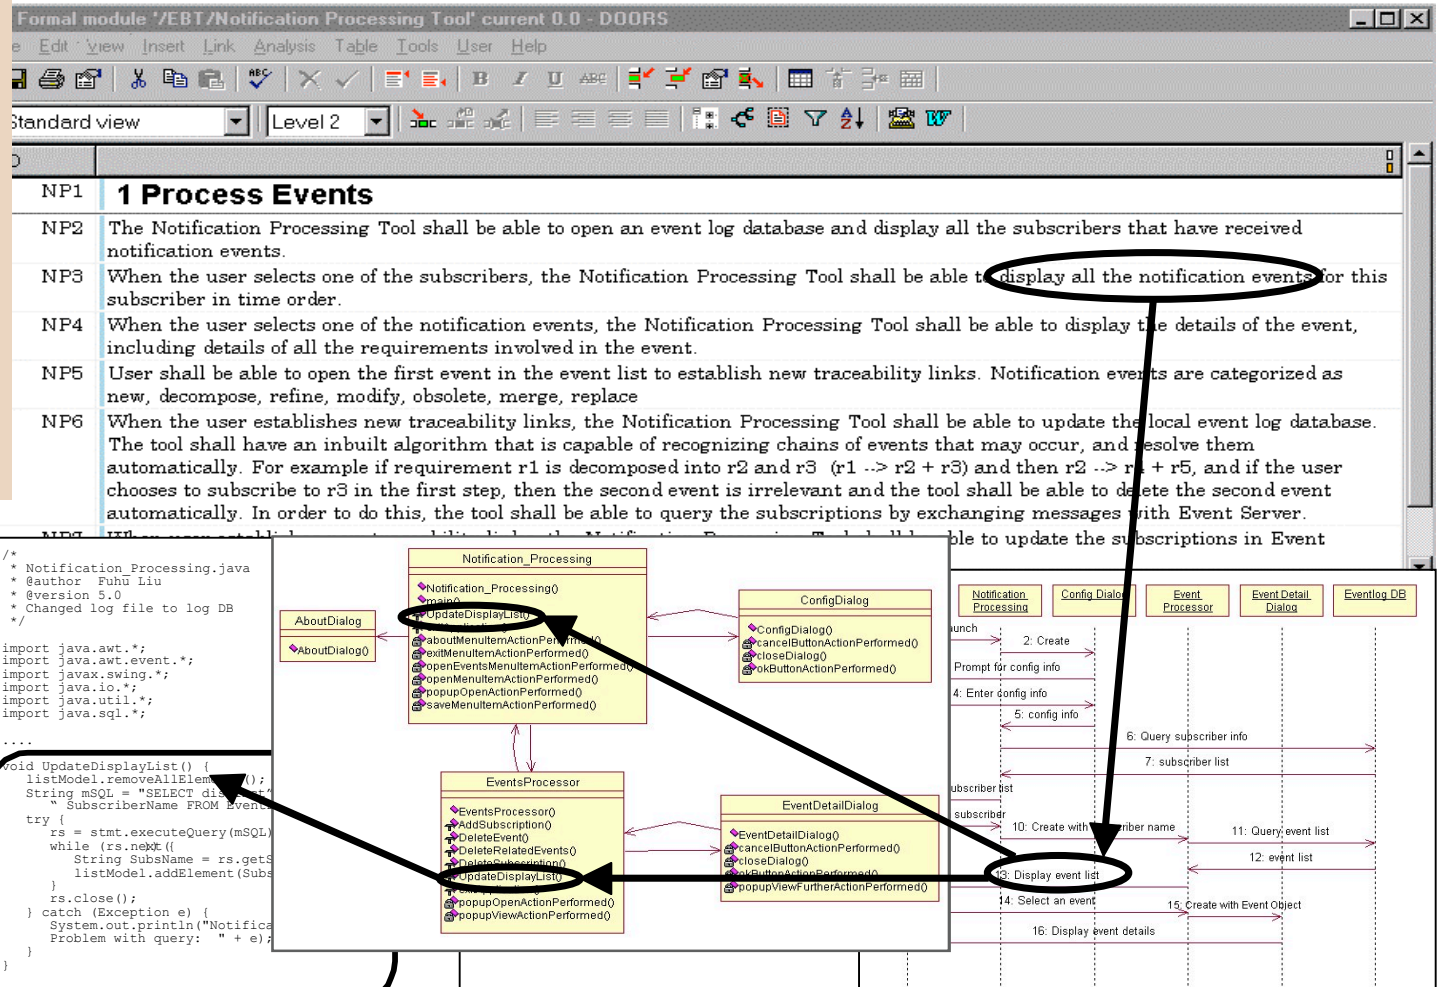 Formal module '/EBT/Notification Processing Tool' current 0.0 - DOORS
Edit View Insert Link Analysis Table Tools User Help
Standard view Level 2
NP1 1 Process Events
NP2 The Notification Processing Tool shall be able to open an event log database and display all the subscribers that have received
notification events.
NP3 When the user selects one of the subscribers, the Notification Processing Tool shall be able to display all the notification events for this
subscriber in time order.
NP4 When the user selects one of the notification events, the Notification Processing Tool shall be able to display the details of the event,
including details of all the requirements involved in the event.
NP5 User shall be able to open the first event in the event list to establish new traceability links. Notification events are categorized as
new, decompose, refine, modify, obsolete, merge, replace
NP6 When the user establishes new traceability links, the Notification Processing Tool shall be able to update the local event log database.
The tool shall have an inbuilt algorithm that is capable of recognizing chains of events that may occur, and resolve them
automatically. For example if requirement r1 is decomposed into r2 and r3 (r1 --> r2 + r3) and then r2 --> r4 + r5, and if the user
chooses to subscribe to r3 in the first step, then the second event is irrelevant and the tool shall be able to delete the second event
automatically. In order to do this, the tool shall be able to query the subscriptions by exchanging messages with Event Server.
to update the subscriptions in Event
/*
* Notification_Processing.java
* @author Fuhu Liu
* @version 5.0
* Changed log file to log DB
*/
import java.awt.*;
import java.awt.event.*;
import javax.swing.*;
import java.io.*;
import java.util.*;
import java.sql.*;
....
void UpdateDisplayList() {
listModel.removeAllElem ();
String mSQL = "SELECT
" SubscriberName FROM Event
try {
rs = stmt.executeQuery(mSQL)
while (rs.next({
String SubsName = rs.getS
listModel.addElement(Subs
}
rs.close();
} catch (Exception e) {
System.out.println("Notifica
Problem with query: " + e);
}
}
AboutDialog
AboutDialog()
Notification_Processing
Notification_Processing()
main()
UpdateDisplayList()
aboutMenuItemActionPerformed()
exitMenuItemActionPerformed()
openEventsMenuItemActionPerformed()
openMenuItemActionPerformed()
popupOpenActionPerformed()
saveMenuItemActionPerformed()
ConfigDialog
ConfigDialog()
cancelButtonActionPerformed()
closeDialog()
okButtonActionPerformed()
EventsProcessor
EventsProcessor()
AddSubscription()
DeleteEvent()
DeleteRelatedEvents()
DeleteSubscription()
UpdateDisplayList()
popupOpenActionPerformed()
popupViewActionPerformed()
EventDetailDialog
EventDetailDialog()
cancelButtonActionPerformed()
closeDialog()
okButtonActionPerformed()
popupViewFurtherActionPerformed()
Notification
Processing
Config Dialog
Event
Processor
Event Detail
Dialog
Eventlog DB
unch
2: Create
Prompt for config info
4: Enter config info
5: config info
6: Query subscriber info
7: subscriber list
ubscriber list
subscriber
10: Create with subscriber name
11: Query event list
12: event list
13: Display event list
14: Select an event
15: Create with Event Object
16: Display event details